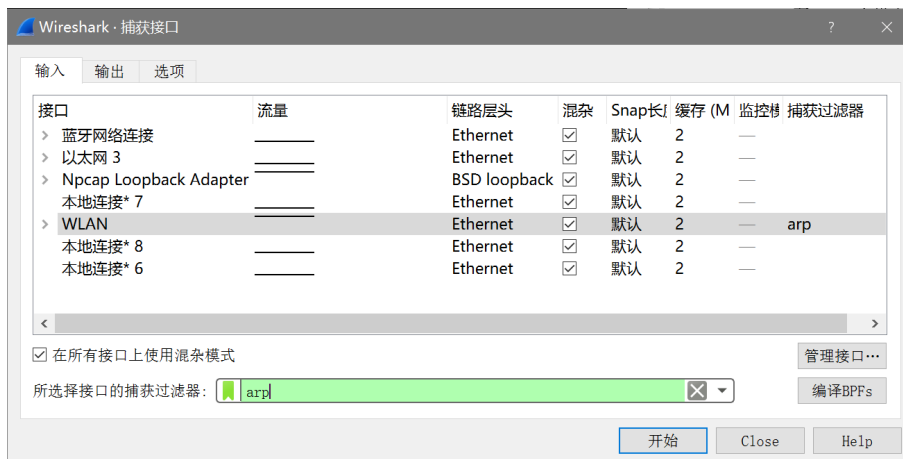 Wireshark · 捕获接口
输入 输出 选项
接口 流量 链路层头 混杂 Snap长度 缓存 (M 监控模 捕获过滤器
蓝牙网络连接 Ethernet 默认 2 —
以太网 3 Ethernet 默认 2 —
Npcap Loopback Adapter BSD loopback 默认 2 —
本地连接* 7 Ethernet 默认 2 —
WLAN Ethernet 默认 2 — arp
本地连接* 8 Ethernet 默认 2 —
本地连接* 6 Ethernet 默认 2 —
在所有接口上使用混杂模式 管理接口…
所选择接口的捕获过滤器: arp 编译BPFs
开始 Close Help